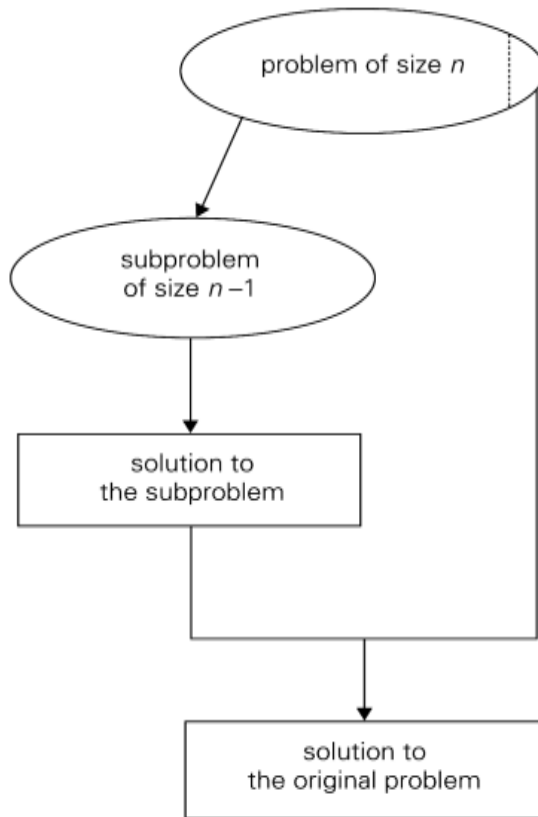 problem of size n
subproblem
of size n –1
solution to
the subproblem
solution to
the original problem